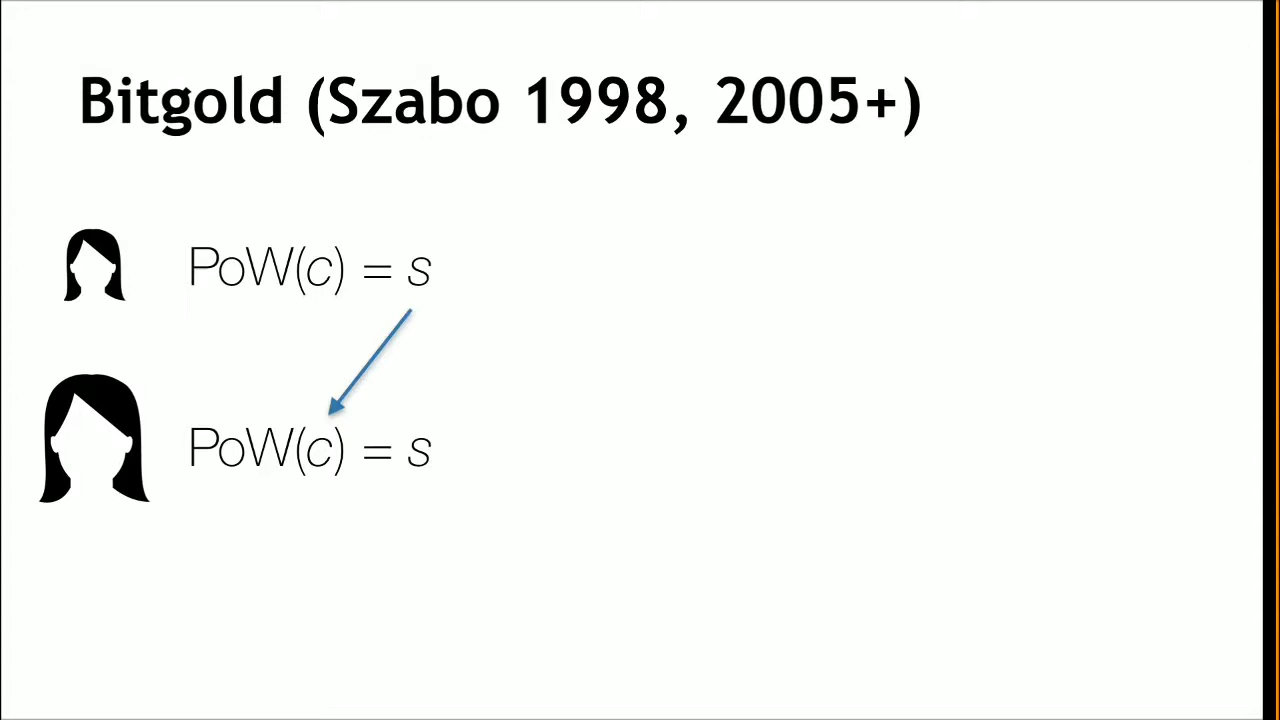 Bitgold (Szabo 1998, 2005+)
PoW(c) = s
PoW(c) = s